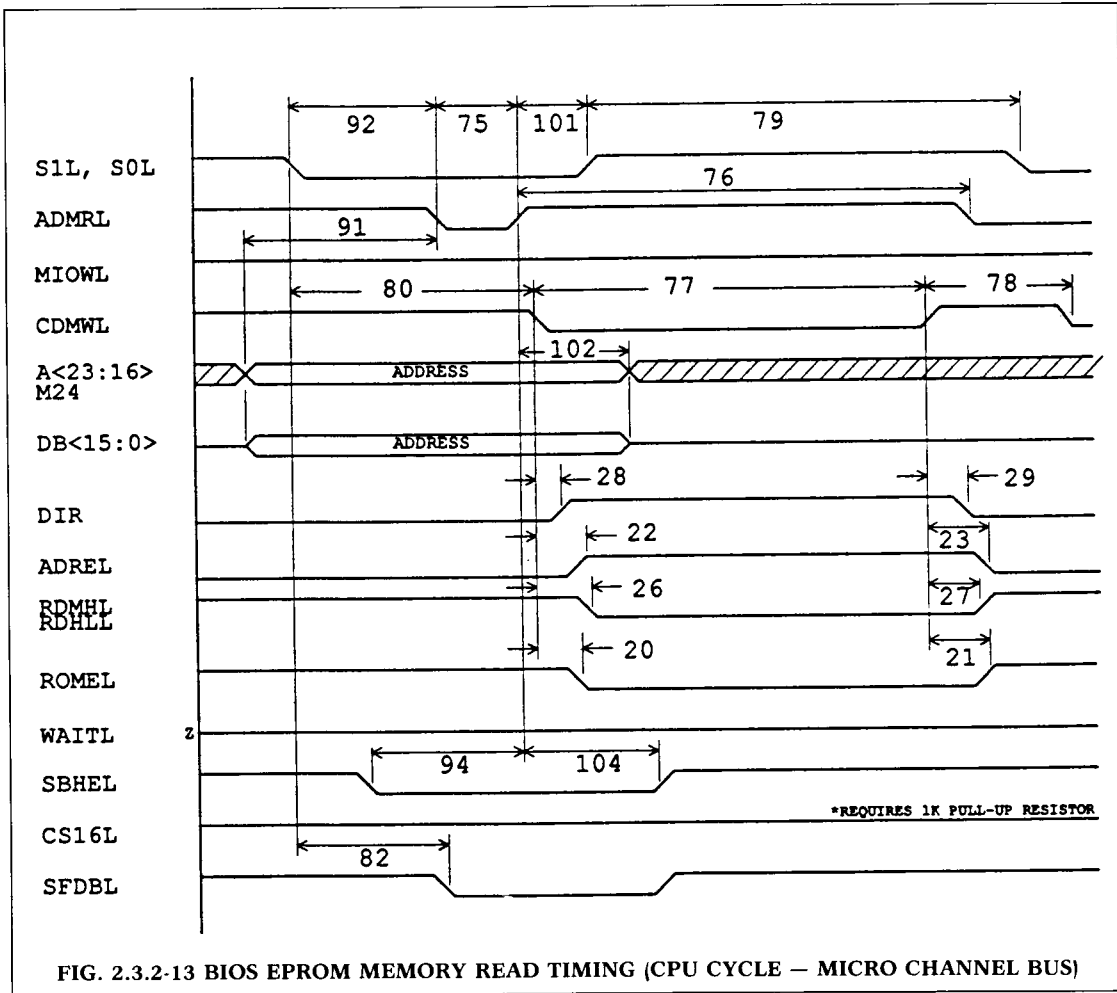 92 75 101 79
S1L, S0L
76
ADMRL
91
MIOWL
80 77 78
CDMWL
102
A<23:16> ADDRESS
M24
DB<15:0> ADDRESS
28 29
DIR
22 23
ADREL
26 27
RDMHL
RDHLL
20 21
ROMEL
WAITL Z
94 104
SBHEL
*REQUIRES 1K PULL-UP RESISTOR
CS16L
82
SFDBL
FIG. 2.3.2-13 BIOS EPROM MEMORY READ TIMING (CPU CYCLE — MICRO CHANNEL BUS)